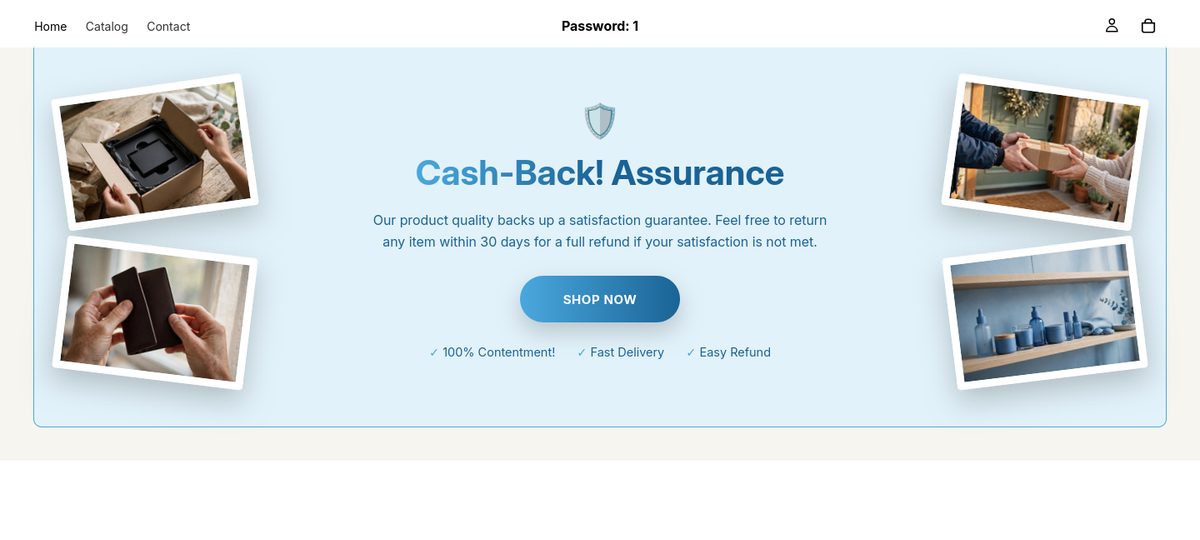 Home Catalog Contact
Password: 1
Cash-Back! Assurance
Our product quality backs up a satisfaction guarantee. Feel free to return
any item within 30 days for a full refund if your satisfaction is not met.
SHOP NOW
✓ 100% Contentment! ✓ Fast Delivery ✓ Easy Refund